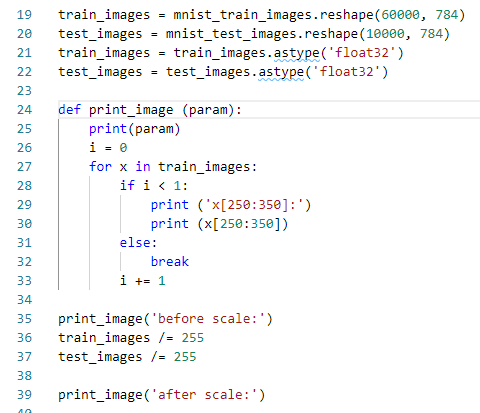 19 train_images = mnist_train_images.reshape(60000, 784)
20 test_images = mnist_test_images.reshape(10000, 784)
21 train_images = train_images.astype('float32')
22 test_images = test_images.astype('float32')
23
24 def print_image (param):
25     print(param)
26     i = 0
27     for x in train_images:
28         if i < 1:
29             print ('x[250:350]:')
30             print (x[250:350])
31         else:
32             break
33         i += 1
34
35 print_image('before scale:')
36 train_images /= 255
37 test_images /= 255
38
39 print_image('after scale:')